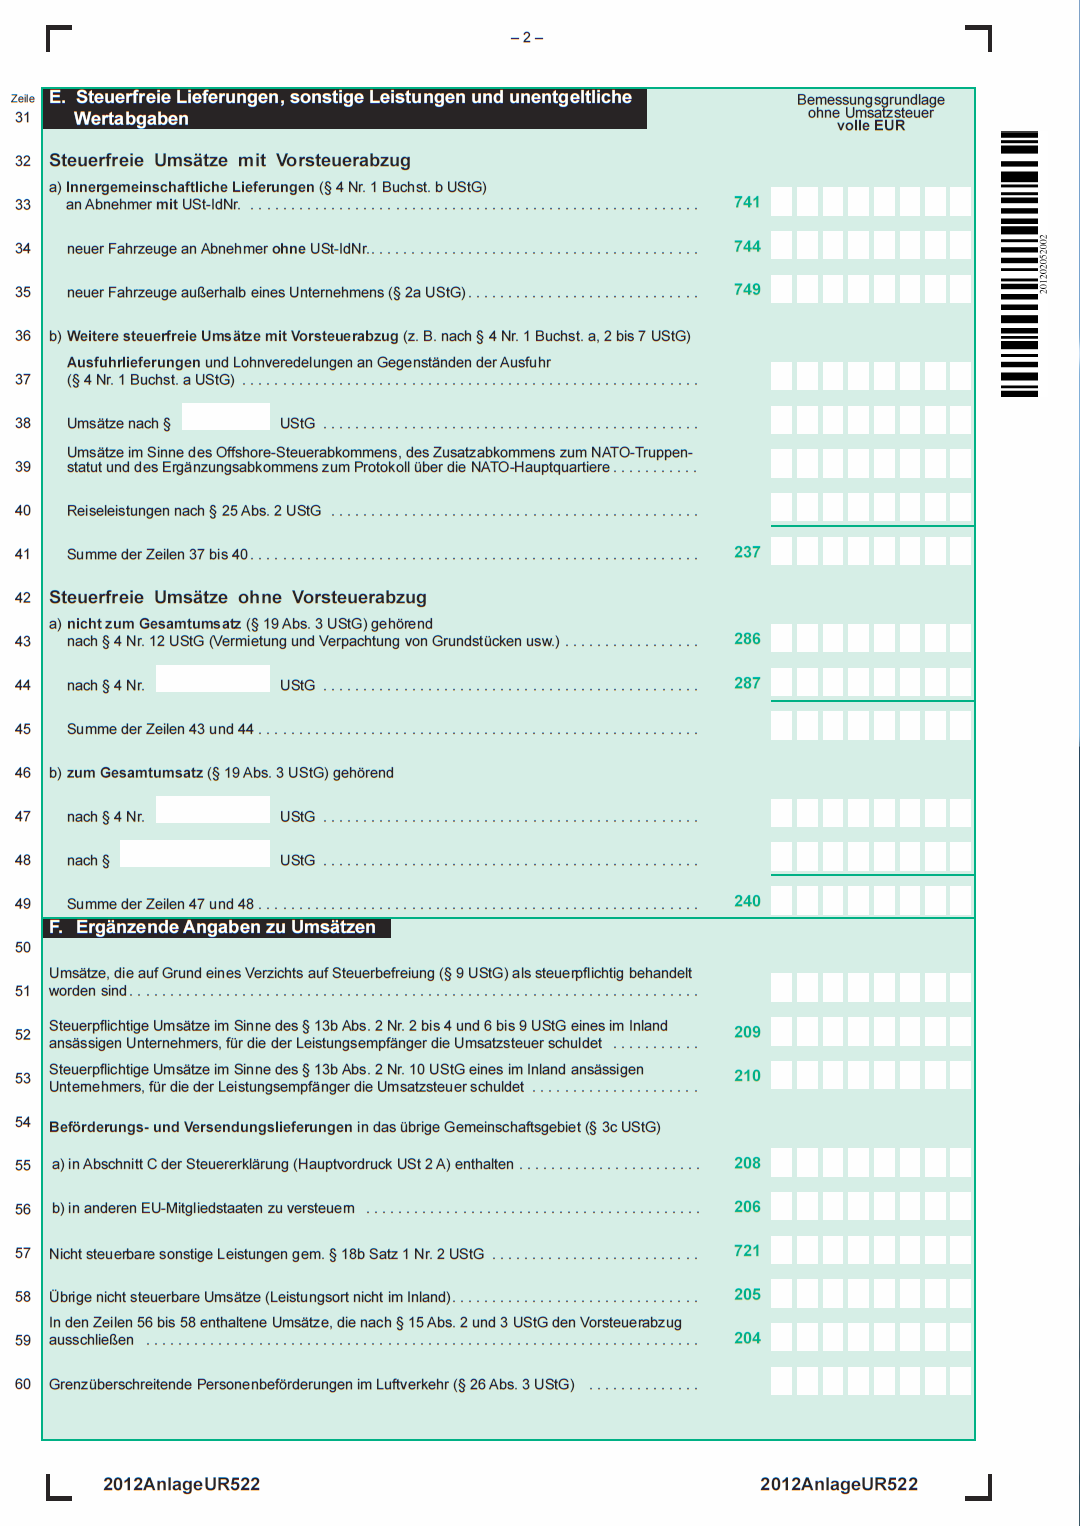 – 2 –
Zeile
E. Steuerfreie Lieferungen, sonstige Leistungen und unentgeltliche
Bemessungsgrundlage
ohne Umsatzsteuer
volle EUR
31 Wertabgaben
32 Steuerfreie Umsätze mit Vorsteuerabzug
a) Innergemeinschaftliche Lieferungen (§ 4 Nr. 1 Buchst. b UStG)
33 an Abnehmer mit USt-IdNr. 741
34 neuer Fahrzeuge an Abnehmer ohne USt-IdNr. 744
35 neuer Fahrzeuge außerhalb eines Unternehmens (§ 2a UStG) 749
36 b) Weitere steuerfreie Umsätze mit Vorsteuerabzug (z. B. nach § 4 Nr. 1 Buchst. a, 2 bis 7 UStG)
Ausfuhrlieferungen und Lohnveredelungen an Gegenständen der Ausfuhr
37 (§ 4 Nr. 1 Buchst. a UStG)
38 Umsätze nach § UStG
Umsätze im Sinne des Offshore-Steuerabkommens, des Zusatzabkommens zum NATO-Truppen-
39 statut und des Ergänzungsabkommens zum Protokoll über die NATO-Hauptquartiere
40 Reiseleistungen nach § 25 Abs. 2 UStG
41 Summe der Zeilen 37 bis 40 237
42 Steuerfreie Umsätze ohne Vorsteuerabzug
a) nicht zum Gesamtumsatz (§ 19 Abs. 3 UStG) gehörend
43 nach § 4 Nr. 12 UStG (Vermietung und Verpachtung von Grundstücken usw.) 286
44 nach § 4 Nr. UStG 287
45 Summe der Zeilen 43 und 44
46 b) zum Gesamtumsatz (§ 19 Abs. 3 UStG) gehörend
47 nach § 4 Nr. UStG
48 nach § UStG
49 Summe der Zeilen 47 und 48 240
F. Ergänzende Angaben zu Umsätzen
50
Umsätze, die auf Grund eines Verzichts auf Steuerbefreiung (§ 9 UStG) als steuerpflichtig behandelt
51 worden sind
Steuerpflichtige Umsätze im Sinne des § 13b Abs. 2 Nr. 2 bis 4 und 6 bis 9 UStG eines im Inland
52 ansässigen Unternehmers, für die der Leistungsempfänger die Umsatzsteuer schuldet 209
Steuerpflichtige Umsätze im Sinne des § 13b Abs. 2 Nr. 10 UStG eines im Inland ansässigen
53 Unternehmers, für die der Leistungsempfänger die Umsatzsteuer schuldet 210
54 Beförderungs- und Versendungslieferungen in das übrige Gemeinschaftsgebiet (§ 3c UStG)
55 a) in Abschnitt C der Steuererklärung (Hauptvordruck USt 2 A) enthalten 208
56 b) in anderen EU-Mitgliedstaaten zu versteuern 206
57 Nicht steuerbare sonstige Leistungen gem. § 18b Satz 1 Nr. 2 UStG 721
58 Übrige nicht steuerbare Umsätze (Leistungsort nicht im Inland) 205
In den Zeilen 56 bis 58 enthaltene Umsätze, die nach § 15 Abs. 2 und 3 UStG den Vorsteuerabzug
59 ausschließen 204
60 Grenzüberschreitende Personenbeförderungen im Luftverkehr (§ 26 Abs. 3 UStG)
201202052002
2012AnlageUR522 2012AnlageUR522